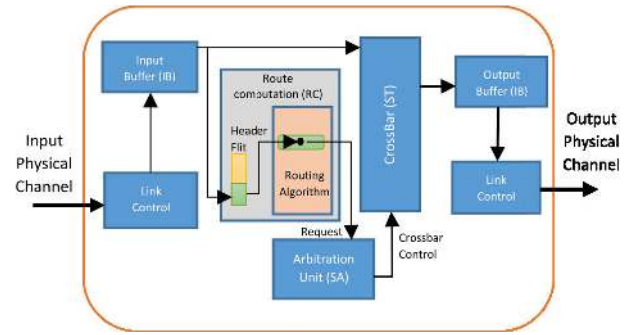 Input
Buffer (IB)
Route
computation (RC)
Header
Flit
Routing
Algorithm
CrossBar (ST)
Output
Buffer (IB)
Input
Physical
Channel
Link
Control
Output
Physical
Channel
Link
Control
Request
Arbitration
Unit (SA)
Crossbar
Control